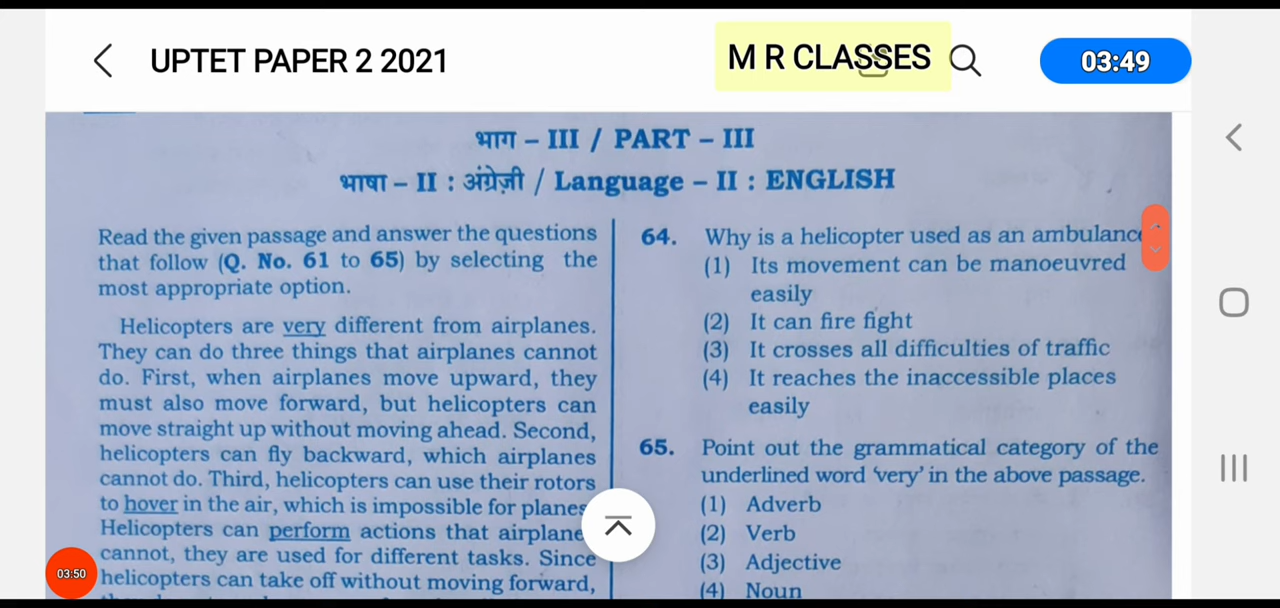 UPTET PAPER 2 2021
M R CLASSES
03:49
भाग – III / PART – III
भाषा – II : अंग्रेज़ी / Language – II : ENGLISH
Read the given passage and answer the questions
that follow (Q. No. 61 to 65) by selecting the
most appropriate option.
Helicopters are very different from airplanes.
They can do three things that airplanes cannot
do. First, when airplanes move upward, they
must also move forward, but helicopters can
move straight up without moving ahead. Second,
helicopters can fly backward, which airplanes
cannot do. Third, helicopters can use their rotors
to hover in the air, which is impossible for planes
Helicopters can perform actions that airplane
cannot, they are used for different tasks. Since
helicopters can take off without moving forward,
03:50
64. Why is a helicopter used as an ambulance
(1) Its movement can be manoeuvred
easily
(2) It can fire fight
(3) It crosses all difficulties of traffic
(4) It reaches the inaccessible places
easily
65. Point out the grammatical category of the
underlined word 'very' in the above passage.
(1) Adverb
(2) Verb
(3) Adjective
(4) Noun